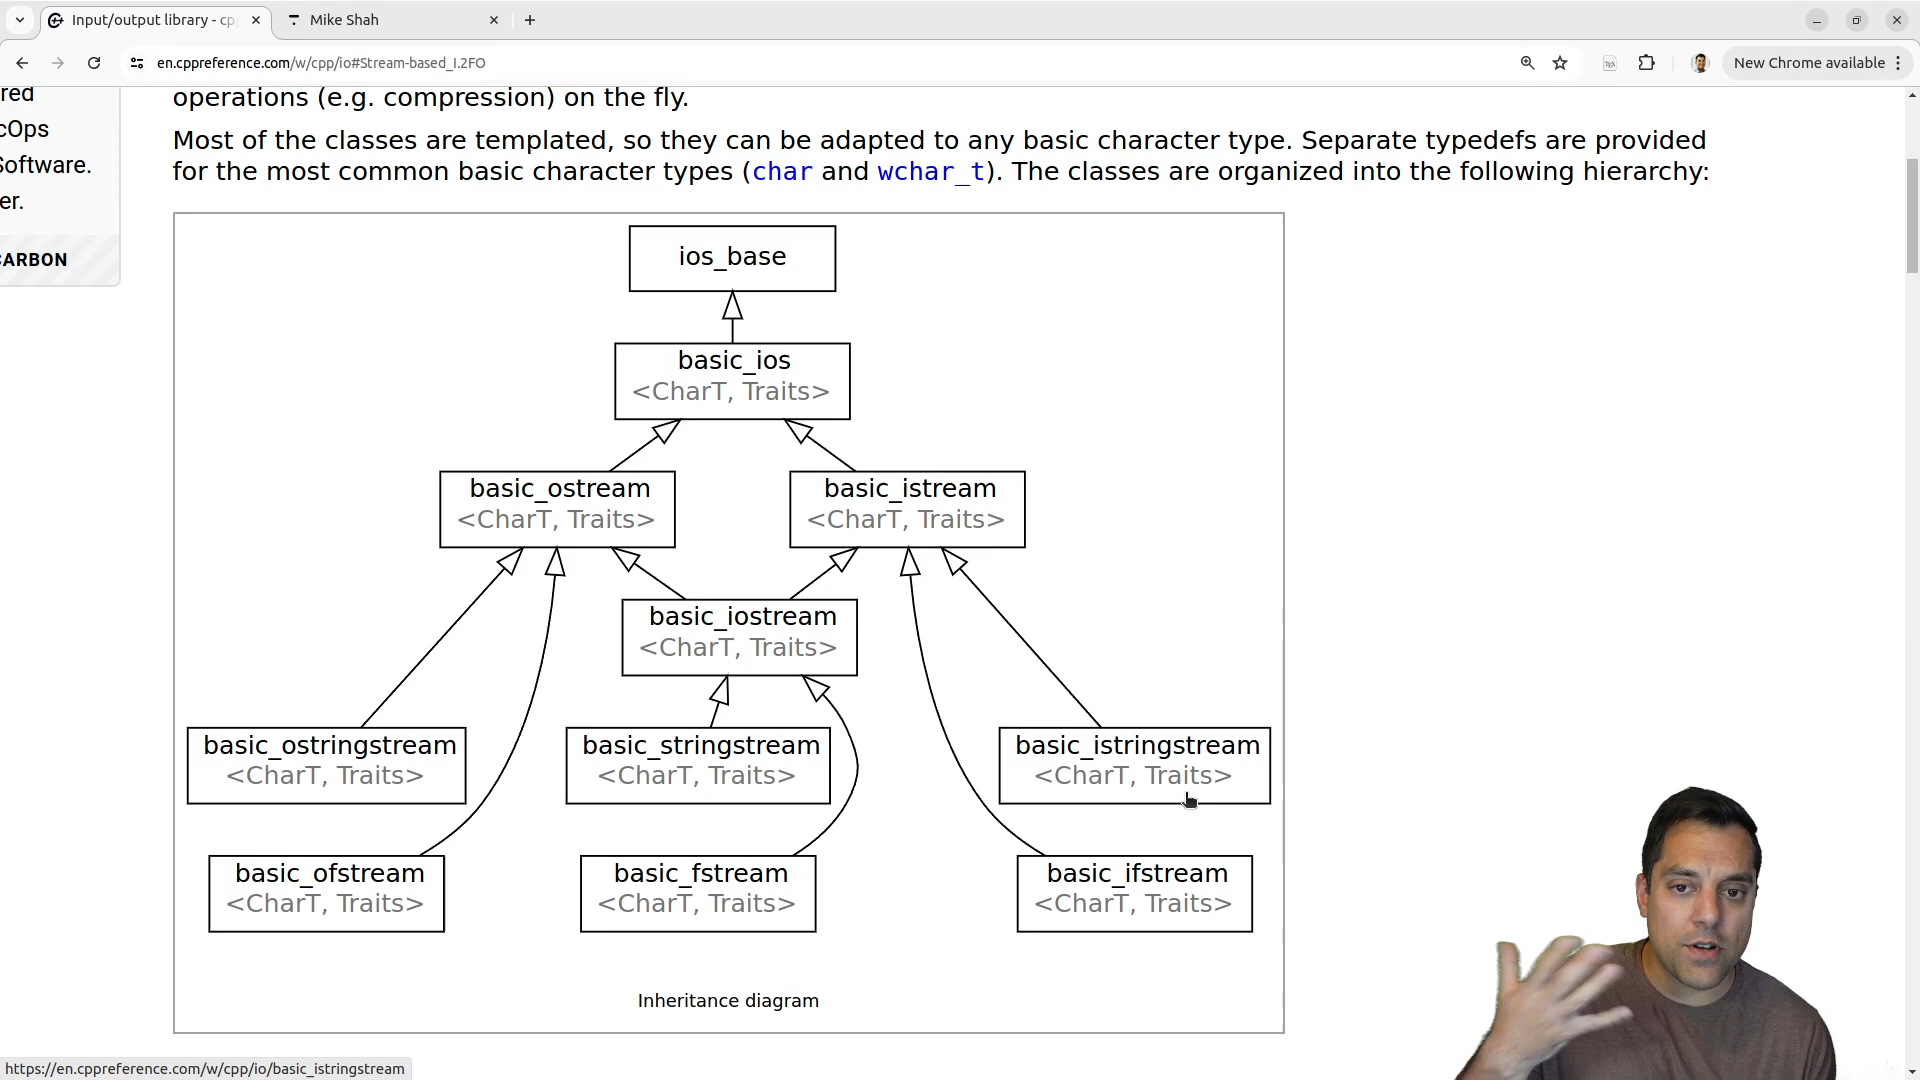 Input/output library - cp
Mike Shah
en.cppreference.com/w/cpp/io#Stream-based_I.2FO
New Chrome available
red
cOps
Software.
er.
CARBON
operations (e.g. compression) on the fly.
Most of the classes are templated, so they can be adapted to any basic character type. Separate typedefs are provided
for the most common basic character types (char and wchar_t). The classes are organized into the following hierarchy:
ios_base
basic_ios
<CharT, Traits>
basic_ostream
<CharT, Traits>
basic_istream
<CharT, Traits>
basic_iostream
<CharT, Traits>
basic_ostringstream
<CharT, Traits>
basic_stringstream
<CharT, Traits>
basic_istringstream
<CharT, Traits>
basic_ofstream
<CharT, Traits>
basic_fstream
<CharT, Traits>
basic_ifstream
<CharT, Traits>
Inheritance diagram
https://en.cppreference.com/w/cpp/io/basic_istringstream